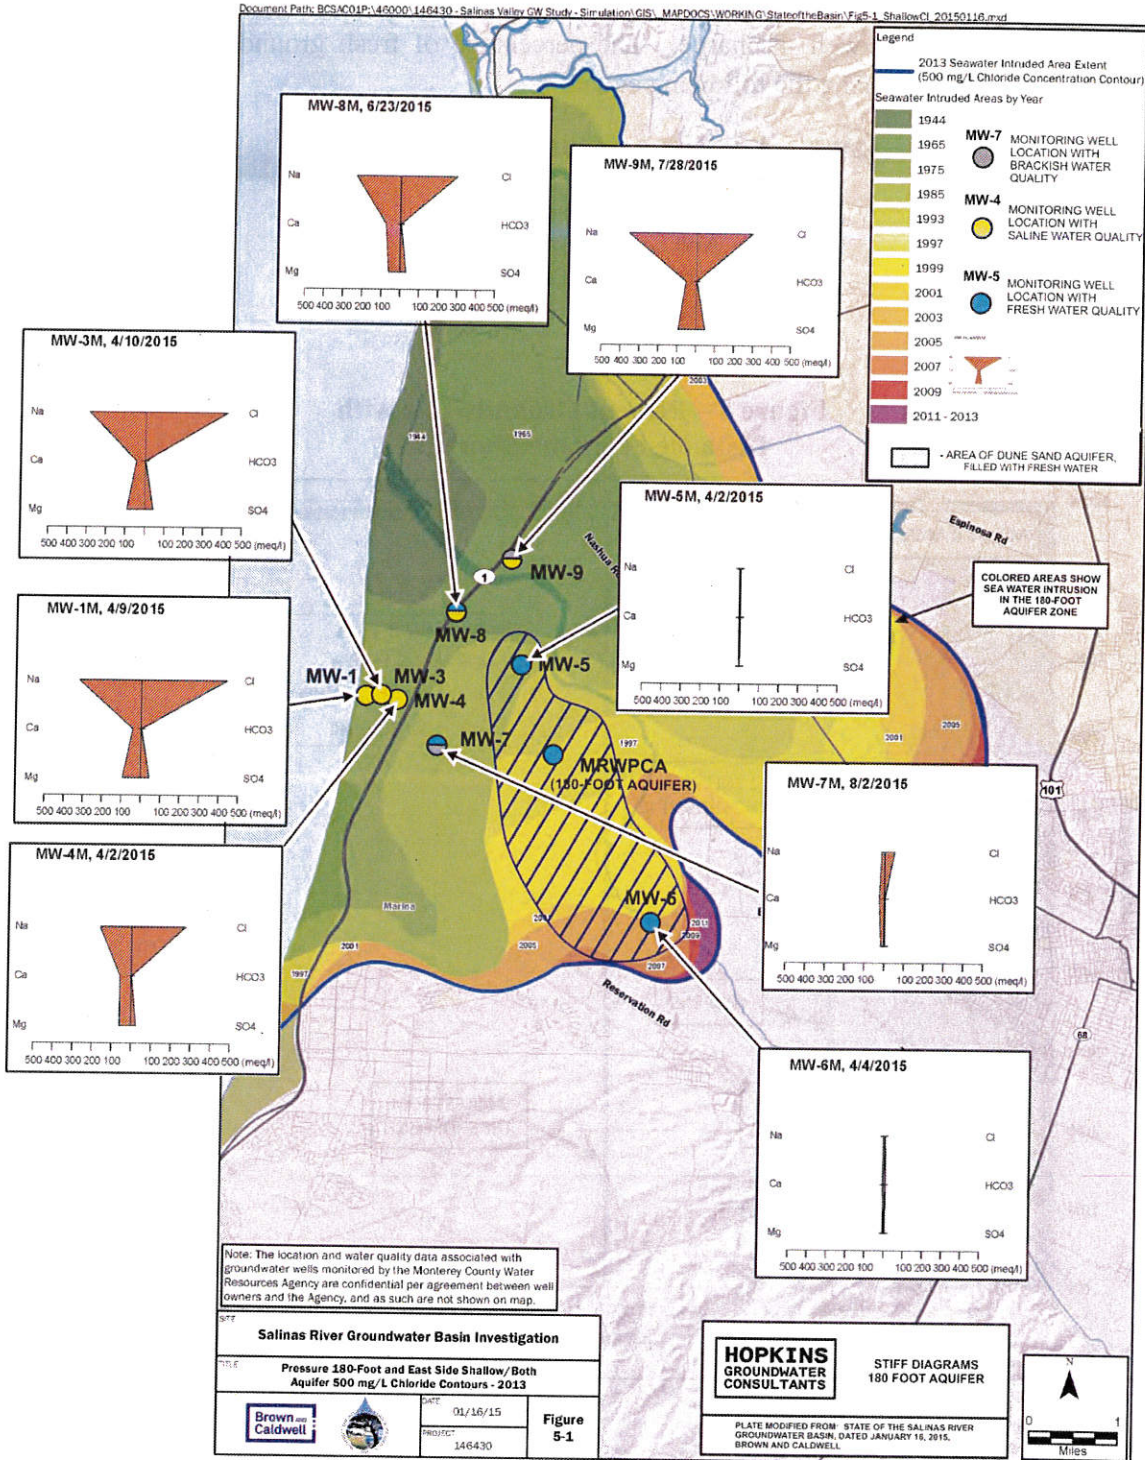 Document Path: BCSAC01P:\46000\146430 - Salinas Valley GW Study - Simulation\GIS\_MAPDOCS\WORKING\StateoftheBasin\Fig5-1_ShallowCl_20150116.mxd
Legend
2013 Seawater Intruded Area Extent
(500 mg/L Chloride Concentration Contour)
Seawater Intruded Areas by Year
1944
1965
1975
1985
1993
1997
1999
2001
2003
2005
2007
2009
2011 - 2013
MW-7
MONITORING WELL
LOCATION WITH
BRACKISH WATER
QUALITY
MW-4
MONITORING WELL
LOCATION WITH
SALINE WATER QUALITY
MW-5
MONITORING WELL
LOCATION WITH
FRESH WATER QUALITY
- AREA OF DUNE SAND AQUIFER,
FILLED WITH FRESH WATER
MW-8M, 6/23/2015
Na Cl
Ca HCO3
Mg SO4
500 400 300 200 100 100 200 300 400 500 (meq/l)
MW-9M, 7/28/2015
Na Cl
Ca HCO3
Mg SO4
500 400 300 200 100 100 200 300 400 500 (meq/l)
MW-3M, 4/10/2015
Na Cl
Ca HCO3
Mg SO4
500 400 300 200 100 100 200 300 400 500 (meq/l)
MW-5M, 4/2/2015
Na Cl
Ca HCO3
Mg SO4
500 400 300 200 100 100 200 300 400 500 (meq/l)
MW-1M, 4/9/2015
Na Cl
Ca HCO3
Mg SO4
500 400 300 200 100 100 200 300 400 500 (meq/l)
MW-7M, 8/2/2015
Na Cl
Ca HCO3
Mg SO4
500 400 300 200 100 100 200 300 400 500 (meq/l)
MW-4M, 4/2/2015
Na Cl
Ca HCO3
Mg SO4
500 400 300 200 100 100 200 300 400 500 (meq/l)
MW-6M, 4/4/2015
Na Cl
Ca HCO3
Mg SO4
500 400 300 200 100 100 200 300 400 500 (meq/l)
2003
1944
1965
Nashua
Espinosa Rd
COLORED AREAS SHOW
SEA WATER INTRUSION
IN THE 180-FOOT
AQUIFER ZONE
1
MW-9
MW-8
MW-5
MW-1
MW-3
MW-4
MW-7
1997
2001
2005
MRWPCA
(180-FOOT AQUIFER)
101
MW-6
Marina
2001
2005
2011
2009
2007
1997
Reservation Rd
68
Note: The location and water quality data associated with
groundwater wells monitored by the Monterey County Water
Resources Agency are confidential per agreement between well
owners and the Agency, and as such are not shown on map.
SITE
Salinas River Groundwater Basin Investigation
TITLE
Pressure 180-Foot and East Side Shallow/Both
Aquifer 500 mg/L Chloride Contours - 2013
Brown AND
Caldwell
DATE
01/16/15
PROJECT
146430
Figure
5-1
HOPKINS
GROUNDWATER
CONSULTANTS
STIFF DIAGRAMS
180 FOOT AQUIFER
PLATE MODIFIED FROM: STATE OF THE SALINAS RIVER
GROUNDWATER BASIN, DATED JANUARY 16, 2015,
BROWN AND CALDWELL
N
0 1
Miles